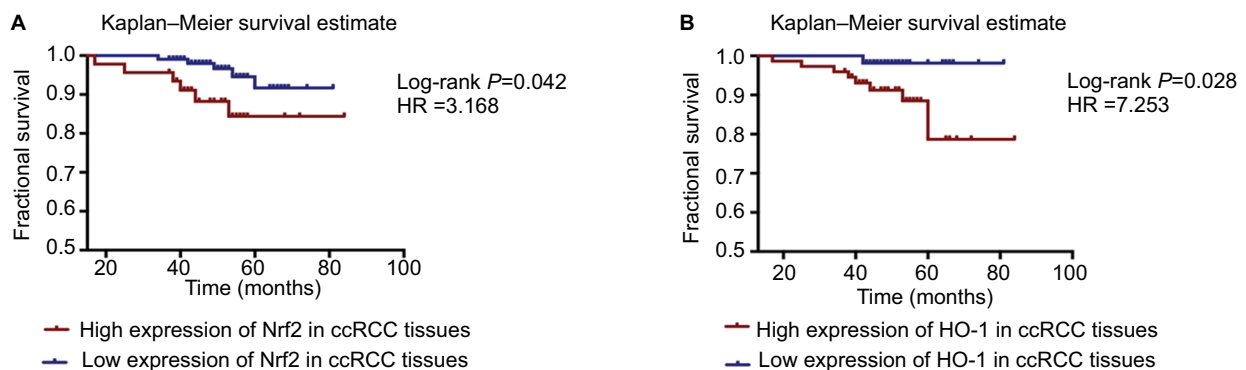 A
Kaplan–Meier survival estimate
Fractional survival
1.0
0.9
0.8
0.7
0.6
0.5
20 40 60 80 100
Time (months)
Log-rank P=0.042
HR =3.168
High expression of Nrf2 in ccRCC tissues
Low expression of Nrf2 in ccRCC tissues
B
Kaplan–Meier survival estimate
Fractional survival
1.0
0.9
0.8
0.7
0.6
0.5
20 40 60 80 100
Time (months)
Log-rank P=0.028
HR =7.253
High expression of HO-1 in ccRCC tissues
Low expression of HO-1 in ccRCC tissues